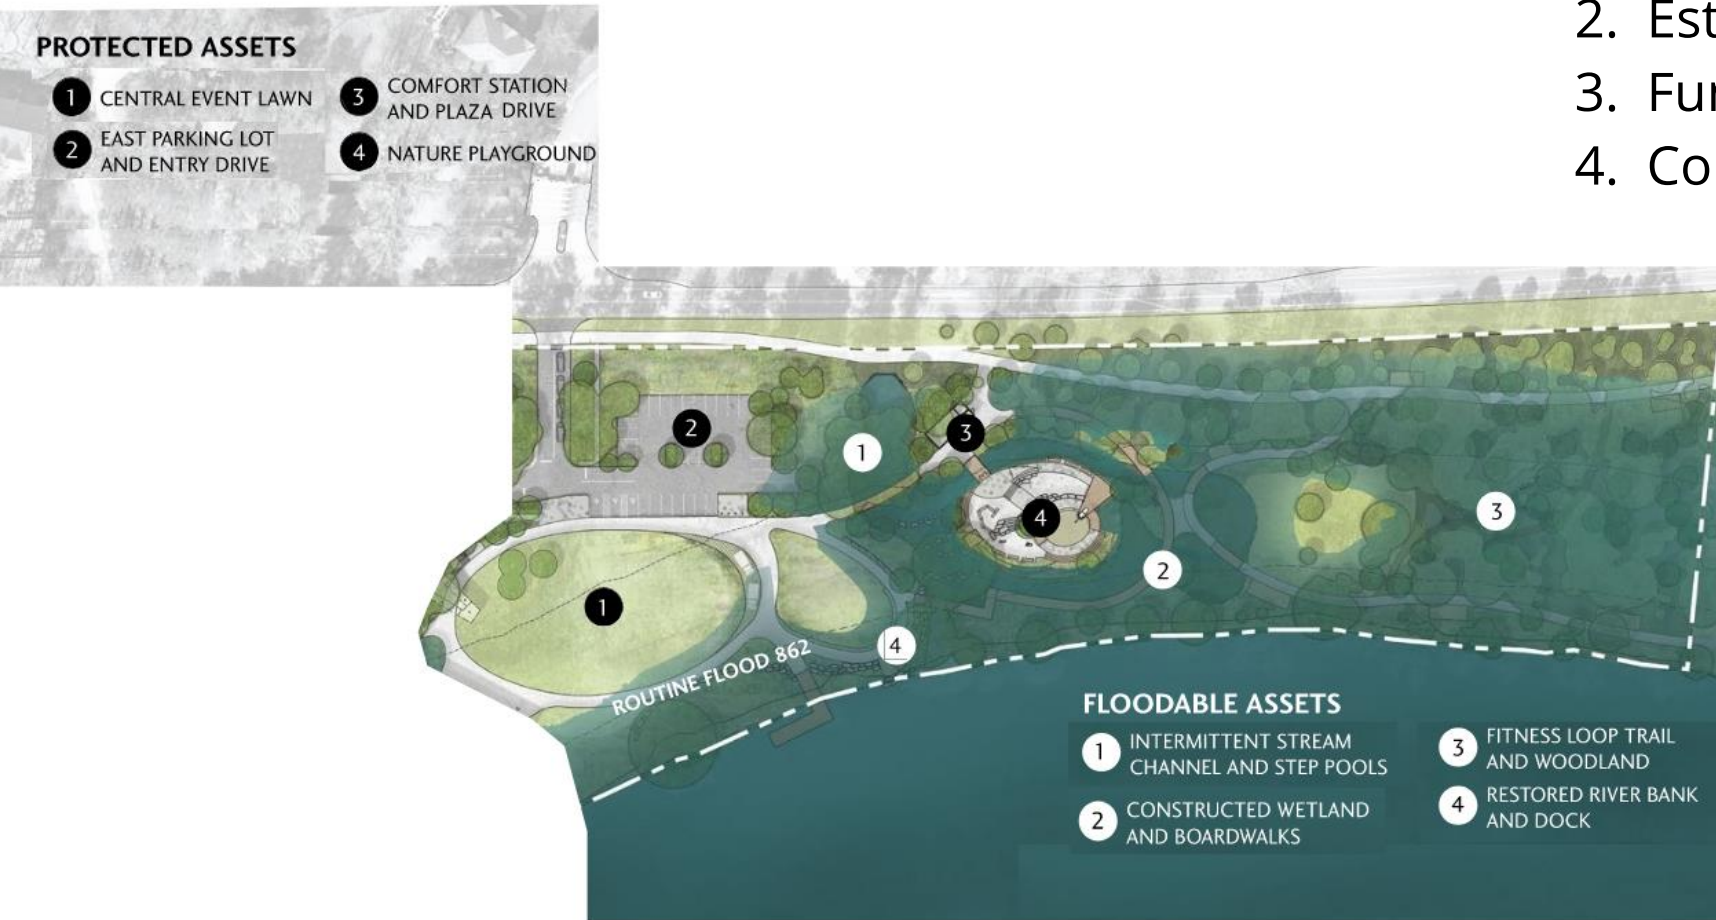 PROTECTED ASSETS
1 CENTRAL EVENT LAWN
2 EAST PARKING LOT
AND ENTRY DRIVE
3 COMFORT STATION
AND PLAZA DRIVE
4 NATURE PLAYGROUND
2. Est
3. Fur
4. Co
2
1
3
4
3
2
1
4
ROUTINE FLOOD 862
FLOODABLE ASSETS
1 INTERMITTENT STREAM
CHANNEL AND STEP POOLS
2 CONSTRUCTED WETLAND
AND BOARDWALKS
3 FITNESS LOOP TRAIL
AND WOODLAND
4 RESTORED RIVER BANK
AND DOCK